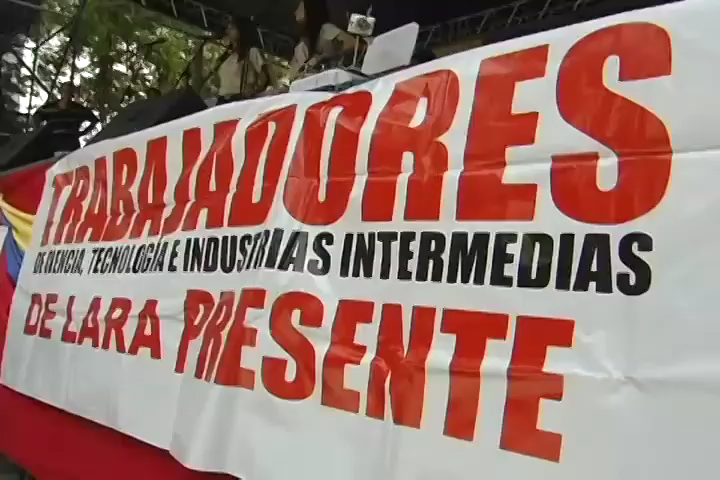 TRABAJADORES
DE CIENCIA, TECNOLOGIA E INDUSTRIAS INTERMEDIAS
DE LARA PRESENTE